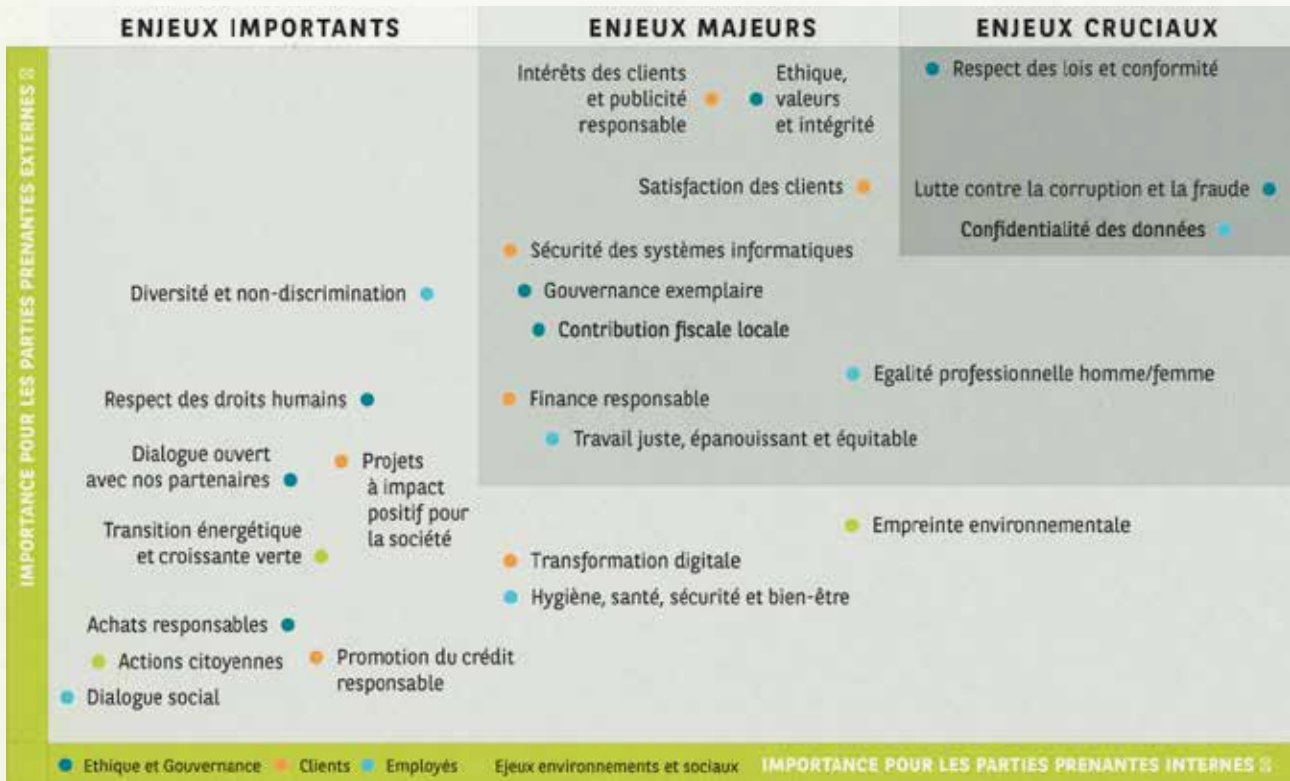 ENJEUX IMPORTANTS
ENJEUX MAJEURS
ENJEUX CRUCIAUX
IMPORTANCE POUR LES PARTIES PRENANTES EXTERNES
Intérêts des clients
et publicité
responsable
Ethique,
valeurs
et intégrité
Respect des lois et conformité
Satisfaction des clients
Lutte contre la corruption et la fraude
Confidentialité des données
Sécurité des systèmes informatiques
Diversité et non-discrimination
Gouvernance exemplaire
Contribution fiscale locale
Egalité professionnelle homme/femme
Respect des droits humains
Finance responsable
Travail juste, épanouissant et équitable
Dialogue ouvert
avec nos partenaires
Projets
à impact
positif pour
la société
Transition énergétique
et croissante verte
Empreinte environnementale
Transformation digitale
Hygiène, santé, sécurité et bien-être
Achats responsables
Actions citoyennes
Promotion du crédit
responsable
Dialogue social
Ethique et Gouvernance
Clients
Employés
Ejeux environnements et sociaux
IMPORTANCE POUR LES PARTIES PRENANTES INTERNES